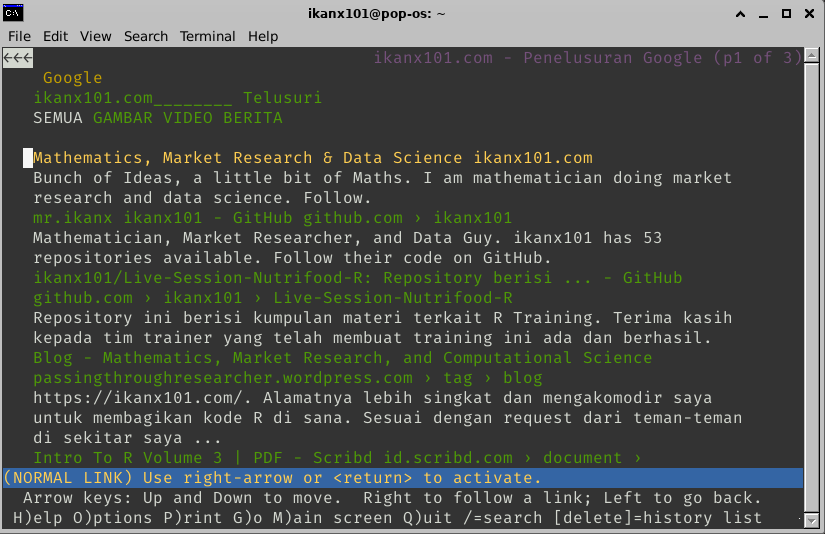 ikanx101@pop-os: ~
File Edit View Search Terminal Help
←←← ikanx101.com - Penelusuran Google (p1 of 3)
Google
ikanx101.com________ Telusuri
SEMUA GAMBAR VIDEO BERITA
Mathematics, Market Research & Data Science ikanx101.com
Bunch of Ideas, a little bit of Maths. I am mathematician doing market
research and data science. Follow.
mr.ikanx ikanx101 - GitHub github.com › ikanx101
Mathematician, Market Researcher, and Data Guy. ikanx101 has 53
repositories available. Follow their code on GitHub.
ikanx101/Live-Session-Nutrifood-R: Repository berisi ... - GitHub
github.com › ikanx101 › Live-Session-Nutrifood-R
Repository ini berisi kumpulan materi terkait R Training. Terima kasih
kepada tim trainer yang telah membuat training ini ada dan berhasil.
Blog - Mathematics, Market Research, and Computational Science
passingthroughresearcher.wordpress.com › tag › blog
https://ikanx101.com/. Alamatnya lebih singkat dan mengakomodir saya
untuk membagikan kode R di sana. Sesuai dengan request dari teman-teman
di sekitar saya ...
Intro To R Volume 3 | PDF - Scribd id.scribd.com › document ›
(NORMAL LINK) Use right-arrow or <return> to activate.
Arrow keys: Up and Down to move. Right to follow a link; Left to go back.
H)elp O)ptions P)rint G)o M)ain screen Q)uit /=search [delete]=history list